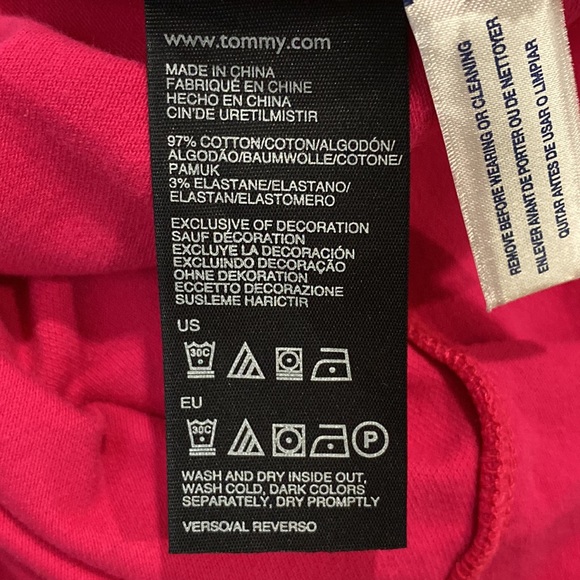 www.tommy.com
MADE IN CHINA
FABRIQUÉ EN CHINE
HECHO EN CHINA
CIN'DE URETILMISTIR
97% COTTON/COTON/ALGODÓN/
ALGODÃO/BAUMWOLLE/COTONE/
PAMUK
3% ELASTANE/ELASTANO/
ELASTAN/ELASTOMERO
EXCLUSIVE OF DECORATION
SAUF DÉCORATION
EXCLUYE LA DECORACIÓN
EXCLUINDO DECORAÇÃO
OHNE DEKORATION
ECCETTO DECORAZIONE
SUSLEME HARICTIR
US
30C
EU
30C
P
WASH AND DRY INSIDE OUT,
WASH COLD, DARK COLORS
SEPARATELY, DRY PROMPTLY
VERSO/AL REVERSO
REMOVE BEFORE WEARING OR CLEANING
ENLEVER AVANT DE PORTER OU DE NETTOYER
QUITAR ANTES DE USAR O LIMPIAR